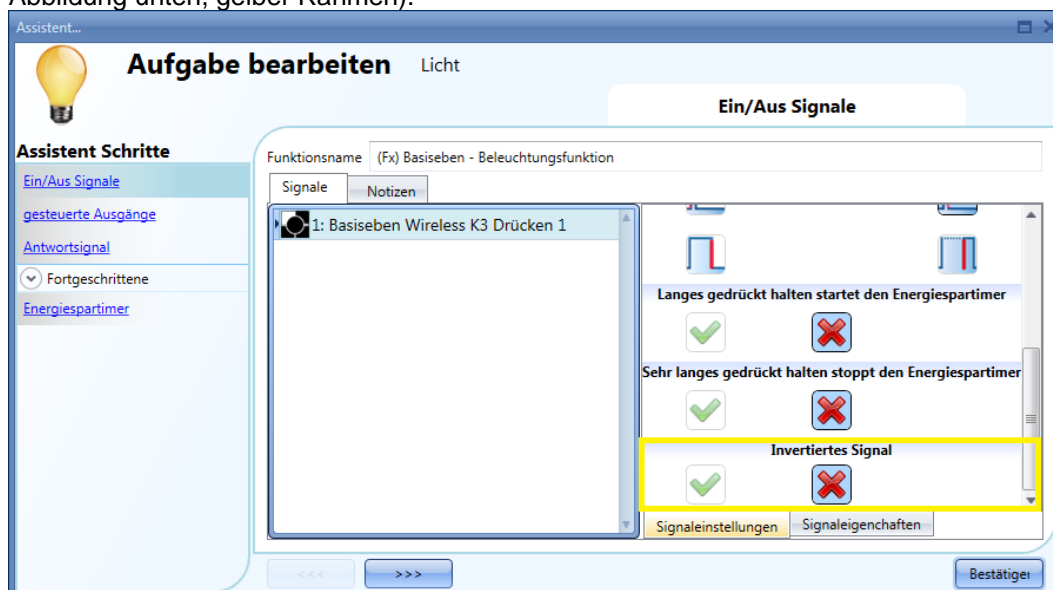 Abbildung unten, gelber Rahmen).
Assistent...
Aufgabe bearbeiten Licht
Ein/Aus Signale
Assistent Schritte
Ein/Aus Signale
gesteuerte Ausgänge
Antwortsignal
Fortgeschrittene
Energiespartimer
Funktionsname (Fx) Basiseben - Beleuchtungsfunktion
Signale Notizen
1: Basiseben Wireless K3 Drücken 1
Langes gedrückt halten startet den Energiespartimer
Sehr langes gedrückt halten stoppt den Energiespartimer
Invertiertes Signal
Signaleinstellungen Signaleigenchaften
<<< >>>
Bestätiger